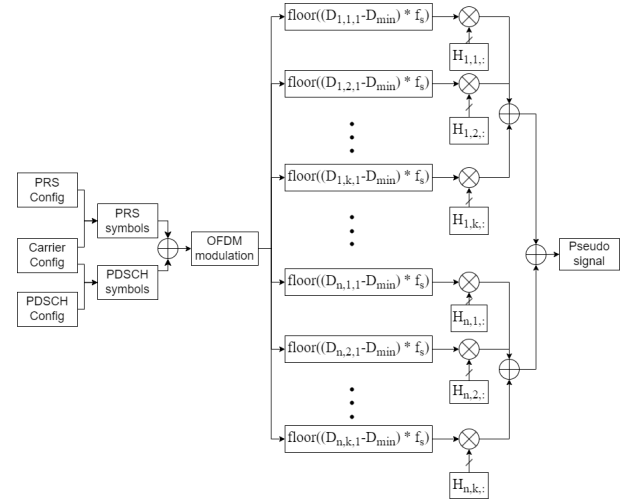 floor((D1,1,1-Dmin) * fs)
H1,1,:
floor((D1,2,1-Dmin) * fs)
H1,2,:
floor((D1,k,1-Dmin) * fs)
H1,k,:
PRS
Config
PRS
symbols
Carrier
Config
OFDM
modulation
PDSCH
symbols
PDSCH
Config
Pseudo
signal
floor((Dn,1,1-Dmin) * fs)
Hn,1,:
floor((Dn,2,1-Dmin) * fs)
Hn,2,:
floor((Dn,k,1-Dmin) * fs)
Hn,k,: